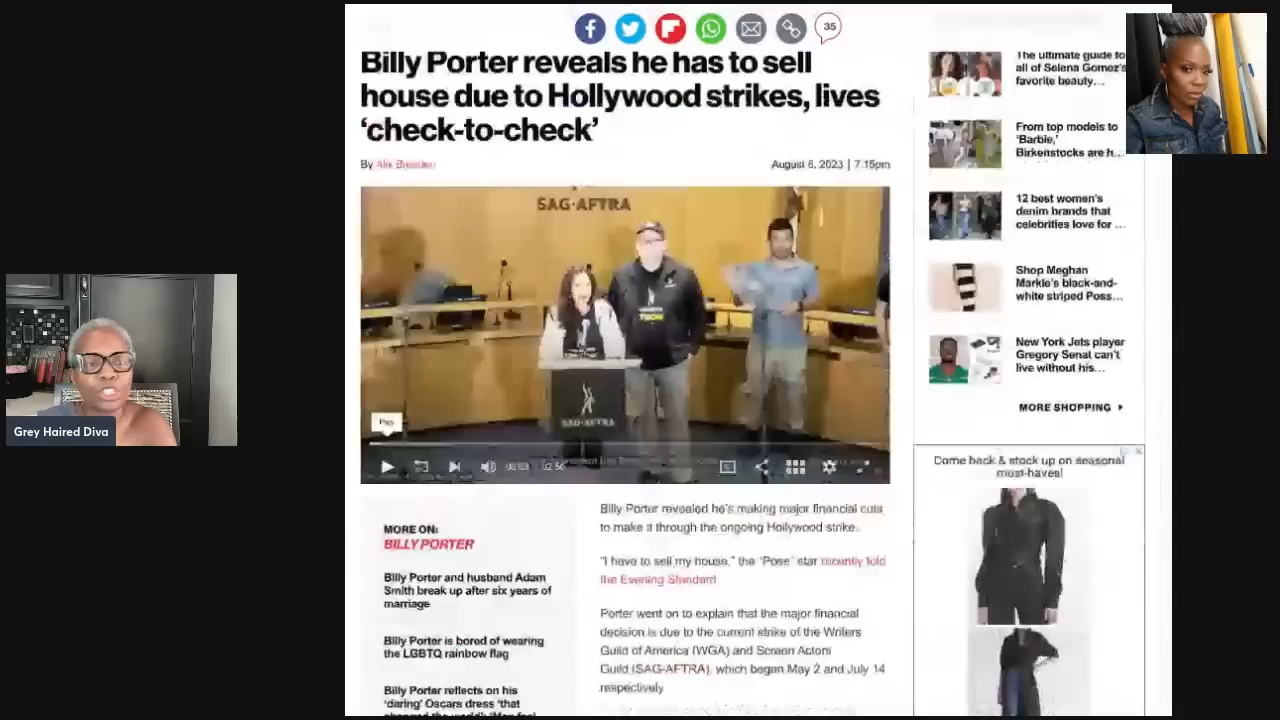 35
Billy Porter reveals he has to sell
house due to Hollywood strikes, lives
‘check-to-check’
By
August 6, 2023 | 7:15pm
SAG·AFTRA
SAG·AFTRA
Play
00:03
02:56
MORE ON:
BILLY PORTER
Billy Porter and husband Adam
Smith break up after six years of
marriage
Billy Porter is bored of wearing
the LGBTQ rainbow flag
Billy Porter reflects on his
‘daring’ Oscars dress ‘that
Billy Porter revealed he’s making major financial cuts
to make it through the ongoing Hollywood strike.
“I have to sell my house,” the “Pose” star recently told
the Evening Standard
Porter went on to explain that the major financial
decision is due to the current strike of the Writers
Guild of America (WGA) and Screen Actors
Guild (SAG-AFTRA), which began May 2 and July 14
respectively
The ultimate guide to
all of Selena Gomez’s
favorite beauty…
From top models to
‘Barbie,’
Birkenstocks are h…
12 best women’s
denim brands that
celebrities love for …
Shop Meghan
Markle’s black-and-
white striped Poss…
New York Jets player
Gregory Senat can’t
live without his…
MORE SHOPPING
Come back & stock up on seasonal
must-haves!
Grey Haired Diva